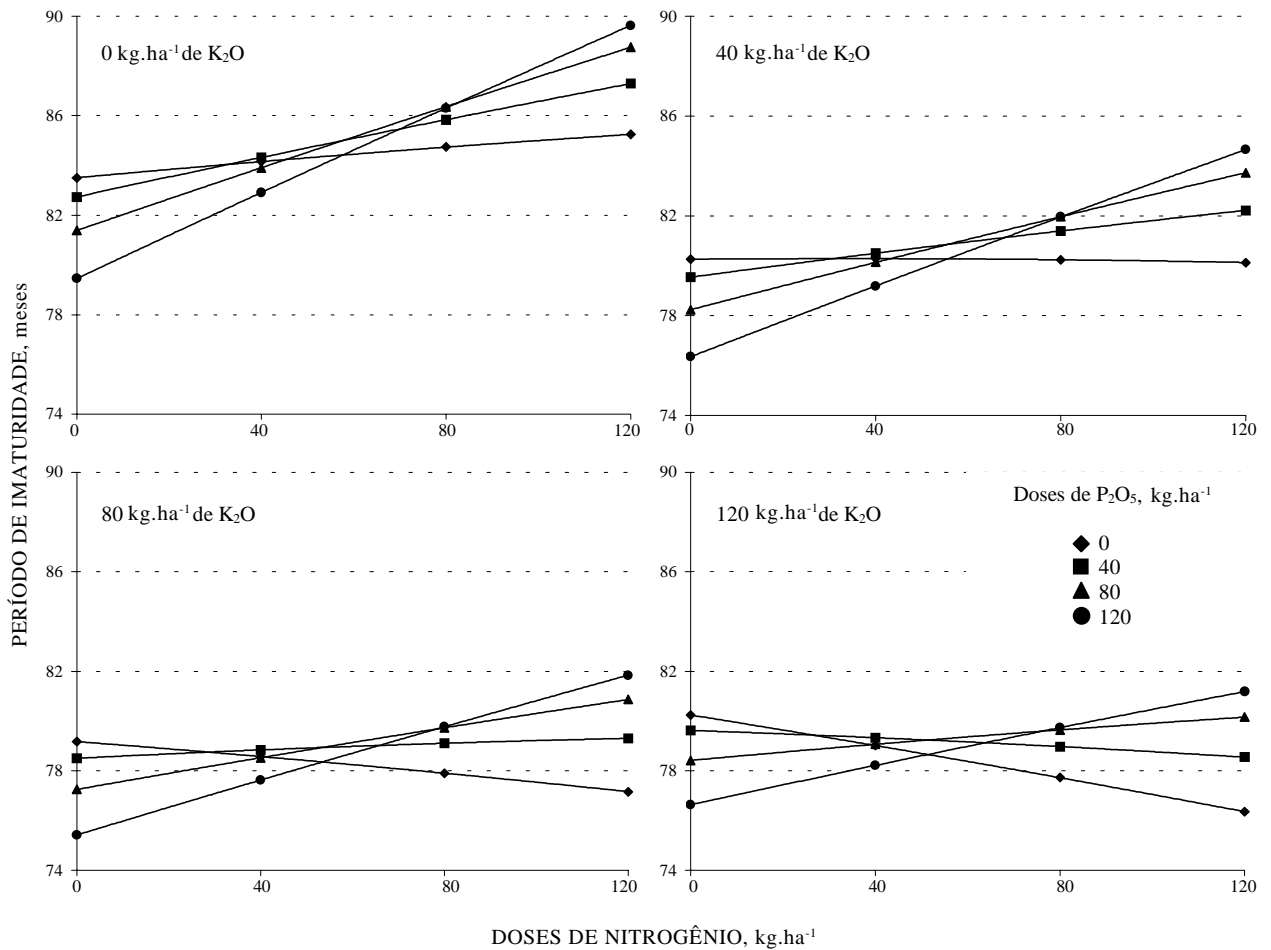 PERÍODO DE IMATURIDADE, meses
90
86
82
78
74
0 kg.ha⁻¹ de K₂O
0 40 80 120
90
86
82
78
74
40 kg.ha⁻¹ de K₂O
0 40 80 120
90
86
82
78
74
80 kg.ha⁻¹ de K₂O
0 40 80 120
90
86
82
78
74
120 kg.ha⁻¹ de K₂O
Doses de P₂O₅, kg.ha⁻¹
0
40
80
120
0 40 80 120
DOSES DE NITROGÊNIO, kg.ha⁻¹